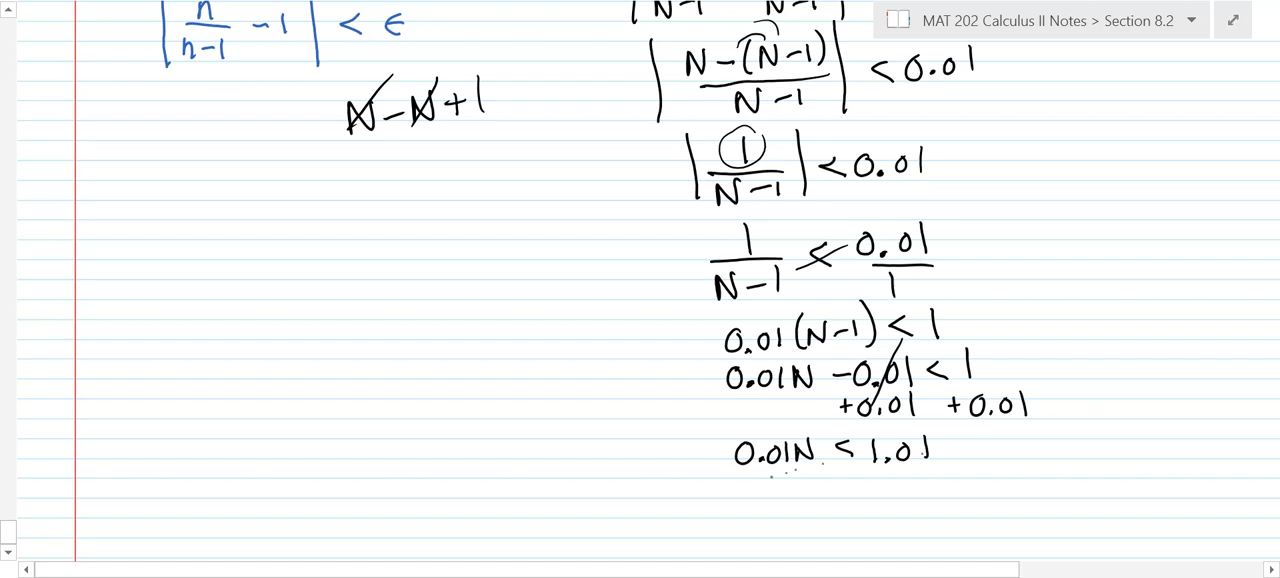 MAT 202 Calculus II Notes > Section 8.2
| n/(n-1) - 1 | < ϵ
N - N + 1
| N-1 N-1 |
| (N - (N-1))/(N-1) | < 0.01
| 1/(N-1) | < 0.01
1/(N-1) < 0.01/1
0.01(N-1) < 1
0.01N - 0.01 < 1
+0.01 +0.01
0.01N < 1.01